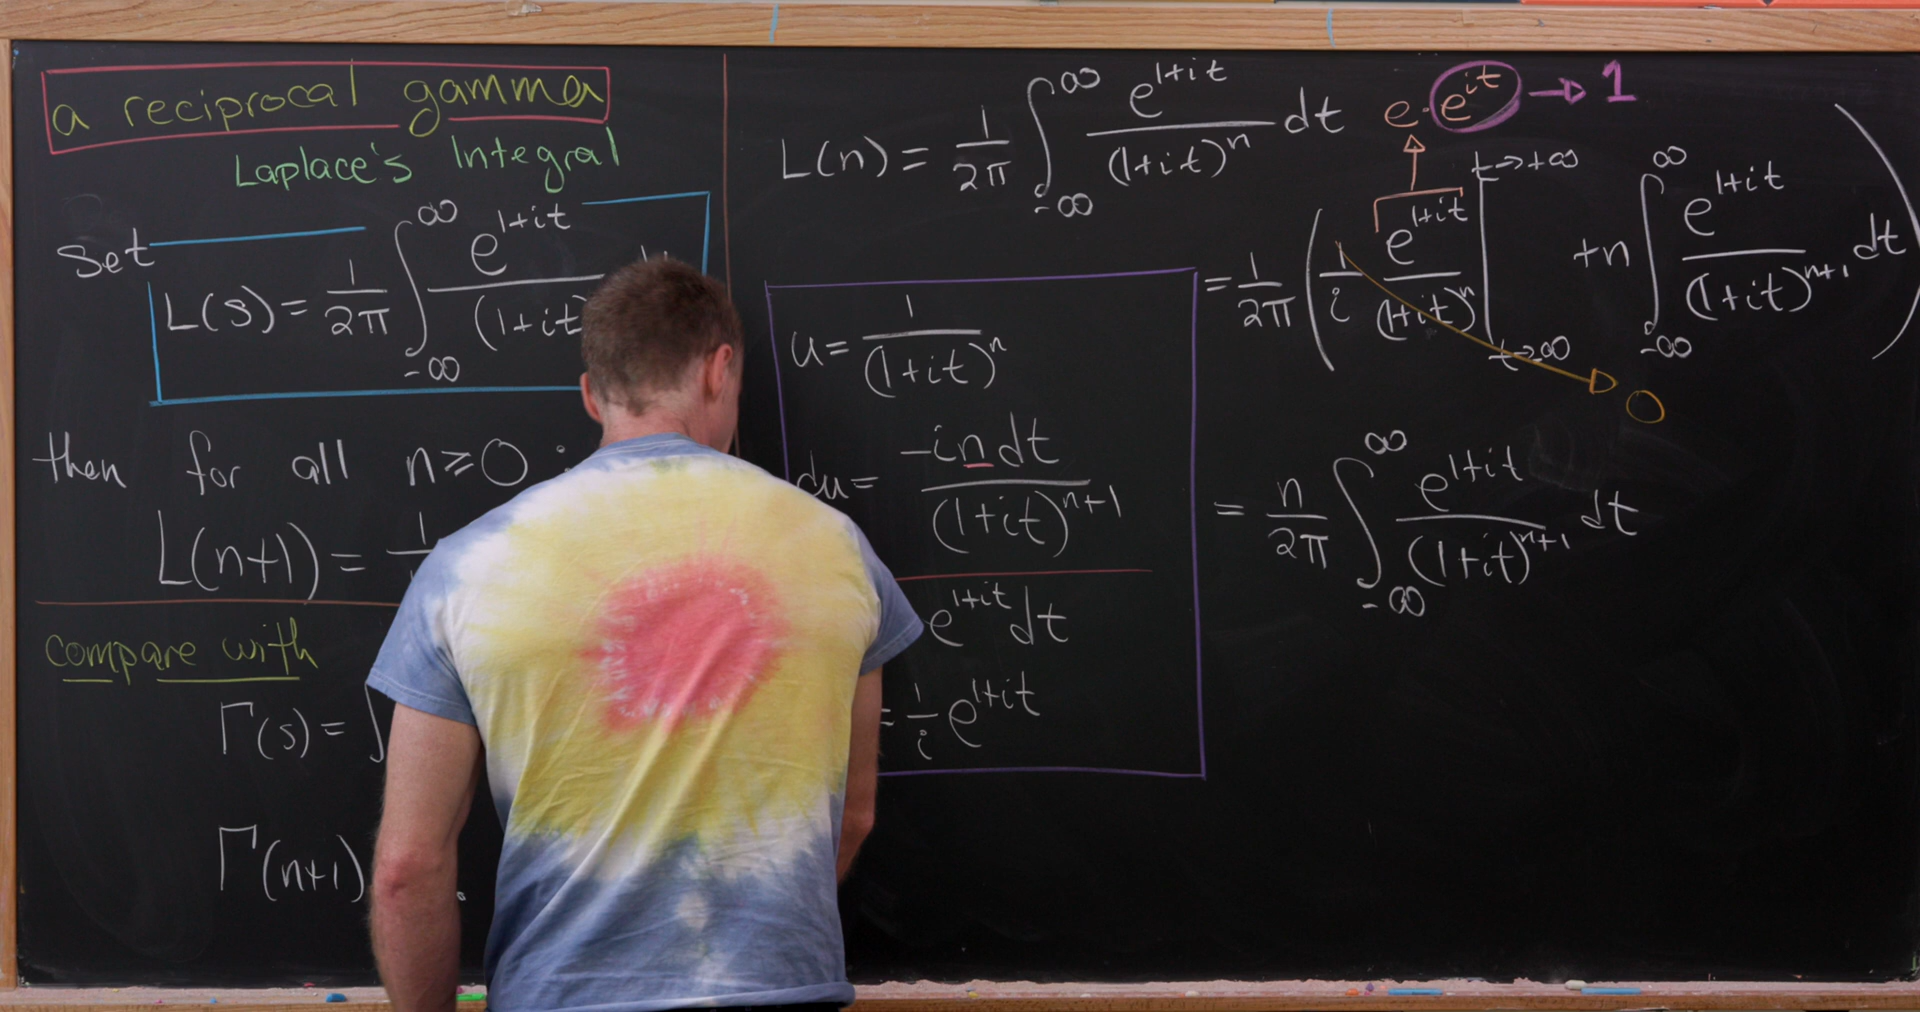 a reciprocal gamma
Laplace's Integral
Set
L(s) = 1/2π ∫_{-∞}^{∞} e^{1+it}/(1+it)
then for all n ≥ 0 :
L(n+1) = 1
compare with
Γ(s) = ∫
Γ(n+1)
L(n) = 1/2π ∫_{-∞}^{∞} e^{1+it}/(1+it)^n dt
e · e^{it} → 1
= 1/2π ( 1/i e^{1+it}/(1+it)^n |_{t→∞}^{t→+∞} + n ∫_{-∞}^{∞} e^{1+it}/(1+it)^{n+1} dt )
→ 0
= n/2π ∫_{-∞}^{∞} e^{1+it}/(1+it)^{n+1} dt
u = 1/(1+it)^n
du = -in dt/(1+it)^{n+1}
e^{1+it} dt
= 1/i e^{1+it}